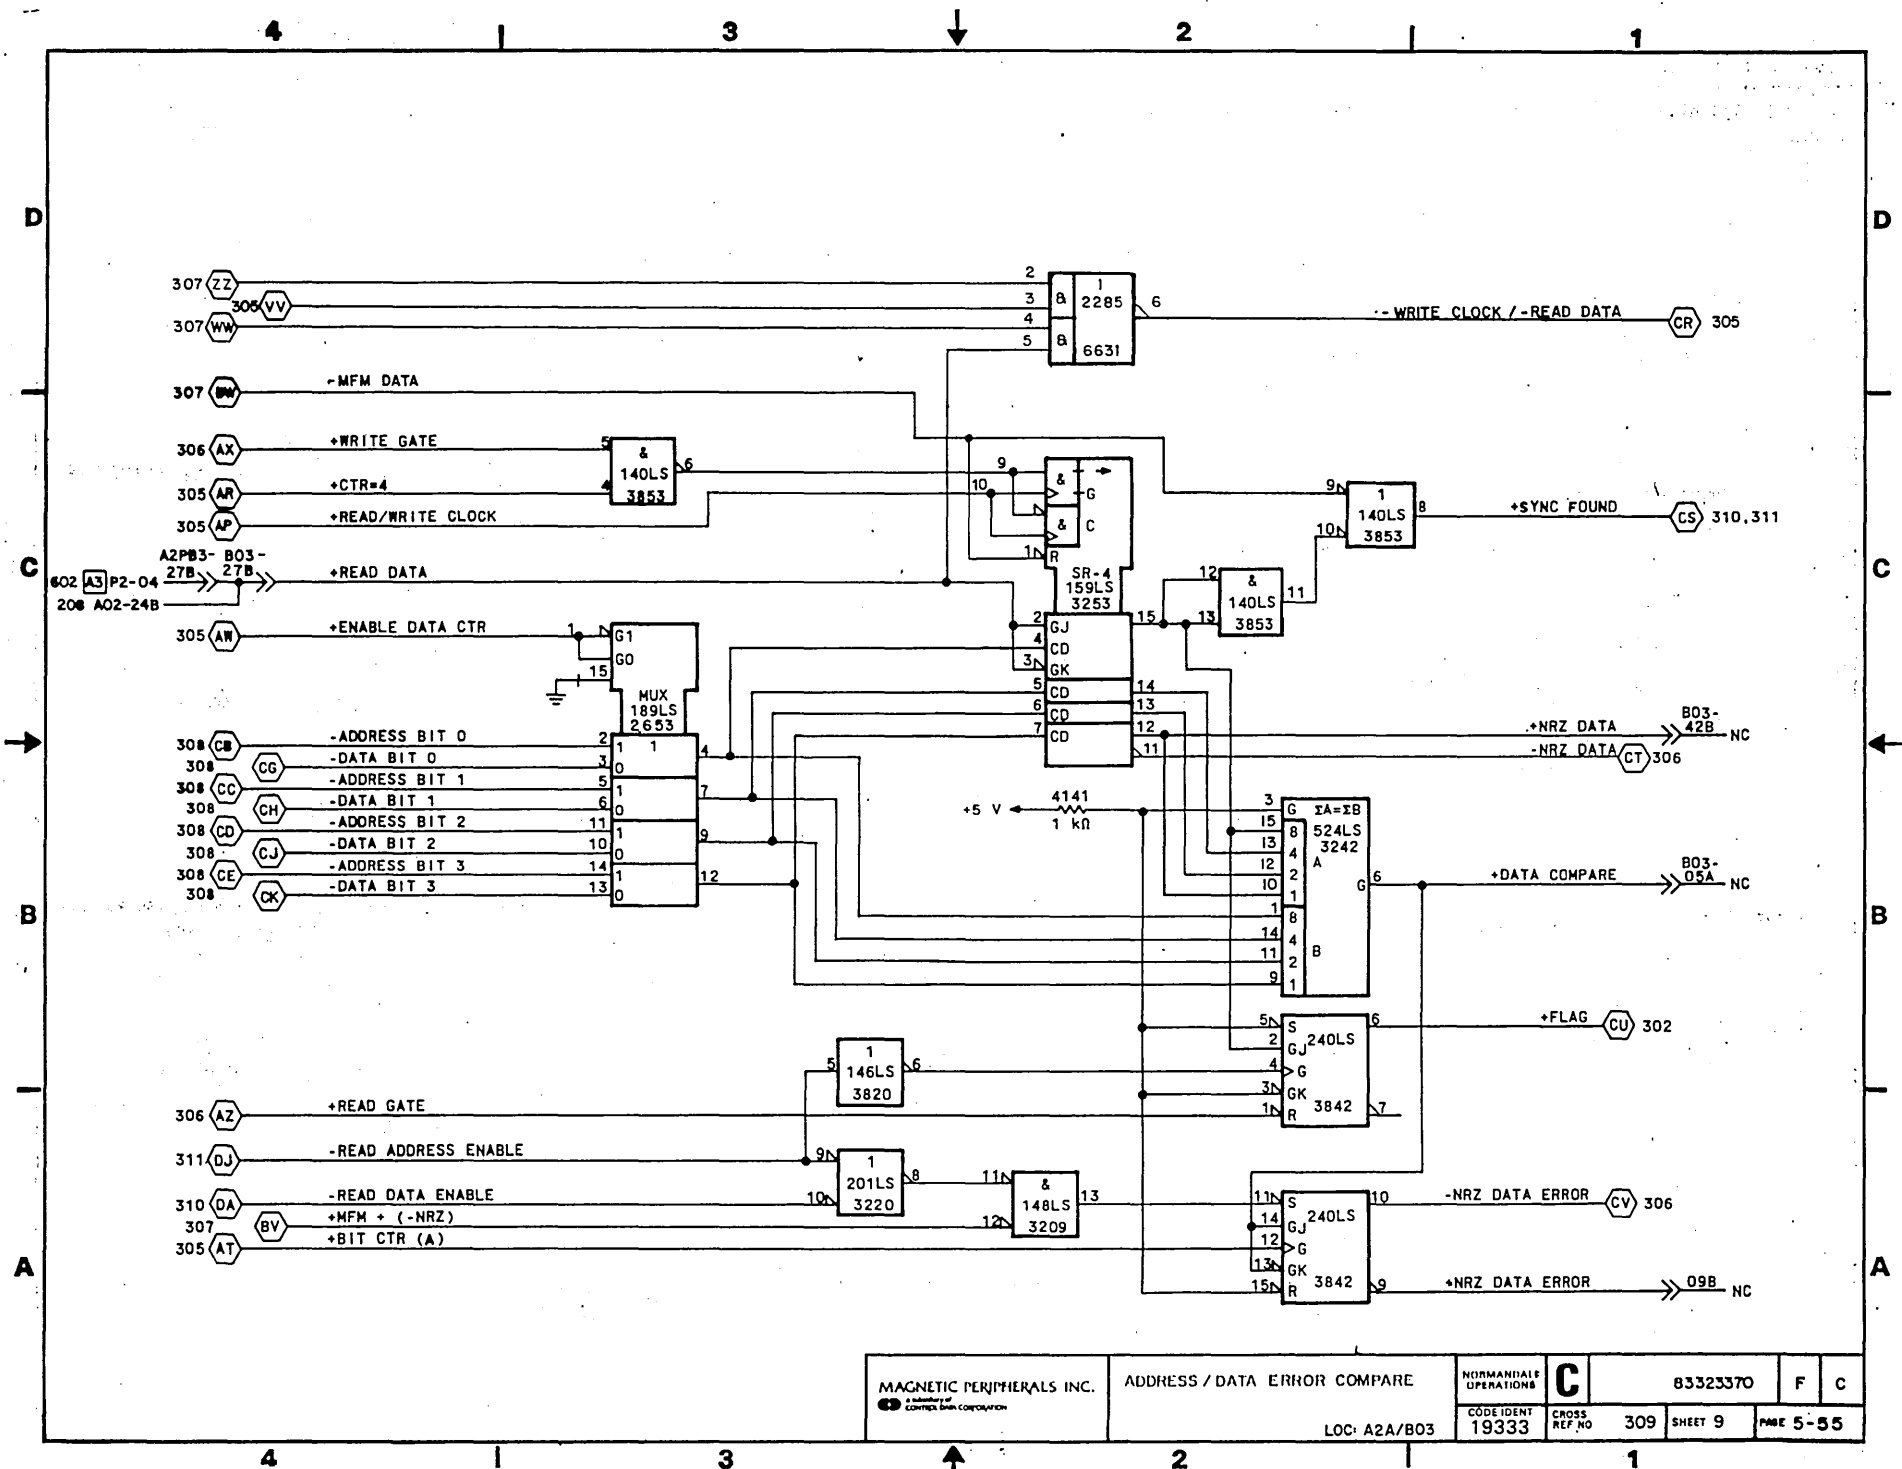 4 3 2 1
D D
307 ZZ 2
305 VV 3
307 WW 4
5
& 1 2285
& 6631
6 - WRITE CLOCK / -READ DATA CR 305
307 -MFM DATA
306 AX +WRITE GATE 5
& 140LS 3853 6
305 AR +CTR=4 4
305 AP +READ/WRITE CLOCK
9 & G
10 & C
1 R
SR-4
159LS
3253
9 1 8 +SYNC FOUND CS 310,311
10 140LS
3853
C C
A2PB3- B03-
27B 27B
602 A3 P2-04 +READ DATA
208 A02-24B
12 & 11
13 140LS
3853
305 AW +ENABLE DATA CTR 1 G1
G0
15
MUX
189LS
2653
2 GJ 15
4 CD
3 GK
5 CD 14
6 CD 13
7 CD 12
11
+NRZ DATA B03-
42B NC
-NRZ DATA CT 306
308 CB -ADDRESS BIT 0 2 1 1 4
308 CG -DATA BIT 0 3 0
308 CC -ADDRESS BIT 1 5 1 7
308 CH -DATA BIT 1 6 0
308 CD -ADDRESS BIT 2 11 1 9
308 CJ -DATA BIT 2 10 0
308 CE -ADDRESS BIT 3 14 1 12
308 CK -DATA BIT 3 13 0
+5 V 4141
1 kΩ
3 G ΣA=ΣB
15 8 524LS
13 4 3242
12 2 A
10 1
1 8
14 4
11 2 B
9 1
G 6 +DATA COMPARE B03-
05A NC
B B
5 S 240LS 6 +FLAG CU 302
2 GJ
4 G
3 GK
1 R 3842 7
5 1 6
146LS
3820
306 AZ +READ GATE
311 DJ -READ ADDRESS ENABLE 9 1 8
201LS
3220
310 DA -READ DATA ENABLE 10
307 BV +MFM + (-NRZ)
305 AT +BIT CTR (A)
11 & 13
12 148LS
3209
11 S 240LS 10 -NRZ DATA ERROR CV 306
14 GJ
12 G
13 GK
15 R 3842 9 +NRZ DATA ERROR 09B NC
A A
MAGNETIC PERIPHERALS INC.
a subsidiary of
CONTROL DATA CORPORATION
ADDRESS / DATA ERROR COMPARE
LOC: A2A/B03
NORMANDALE
OPERATIONS
C 83323370 F C
CODE IDENT
19333
CROSS
REF NO 309 SHEET 9 PAGE 5-55
4 3 2 1